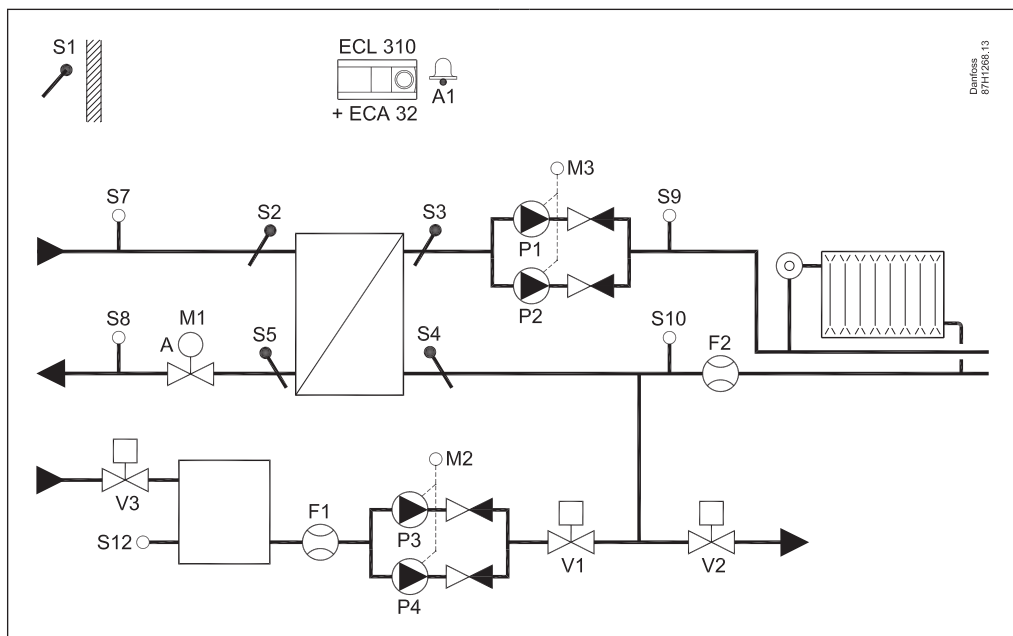 S1
ECL 310
A1
+ ECA 32
Danfoss
87H1268.13
M3
S7
S2
S3
S9
P1
P2
S8
M1
A
S5
S4
S10
F2
M2
V3
F1
P3
S12
V1
V2
P4